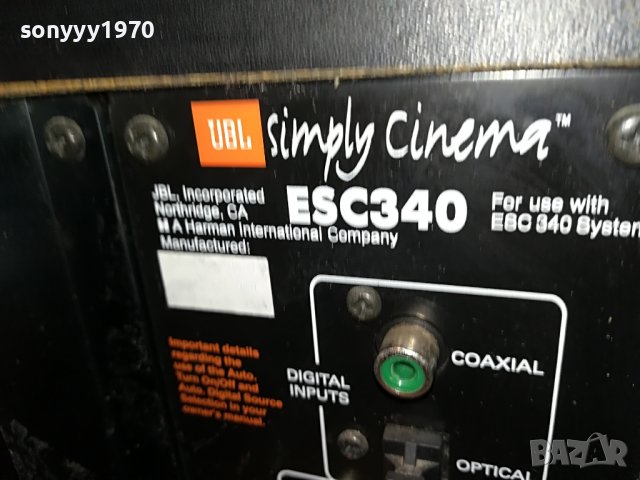 sonyyy1970
JBL simply cinema™
JBL, Incorporated
Northridge, CA
A Harman International Company
Manufactured:
ESC340
For use with
ESC 340 System
Important details
regarding the
use of the Auto
Turn On/Off and
Auto Digital Source
Selection in your
owner's manual.
DIGITAL
INPUTS
COAXIAL
OPTICAL
BAZAR